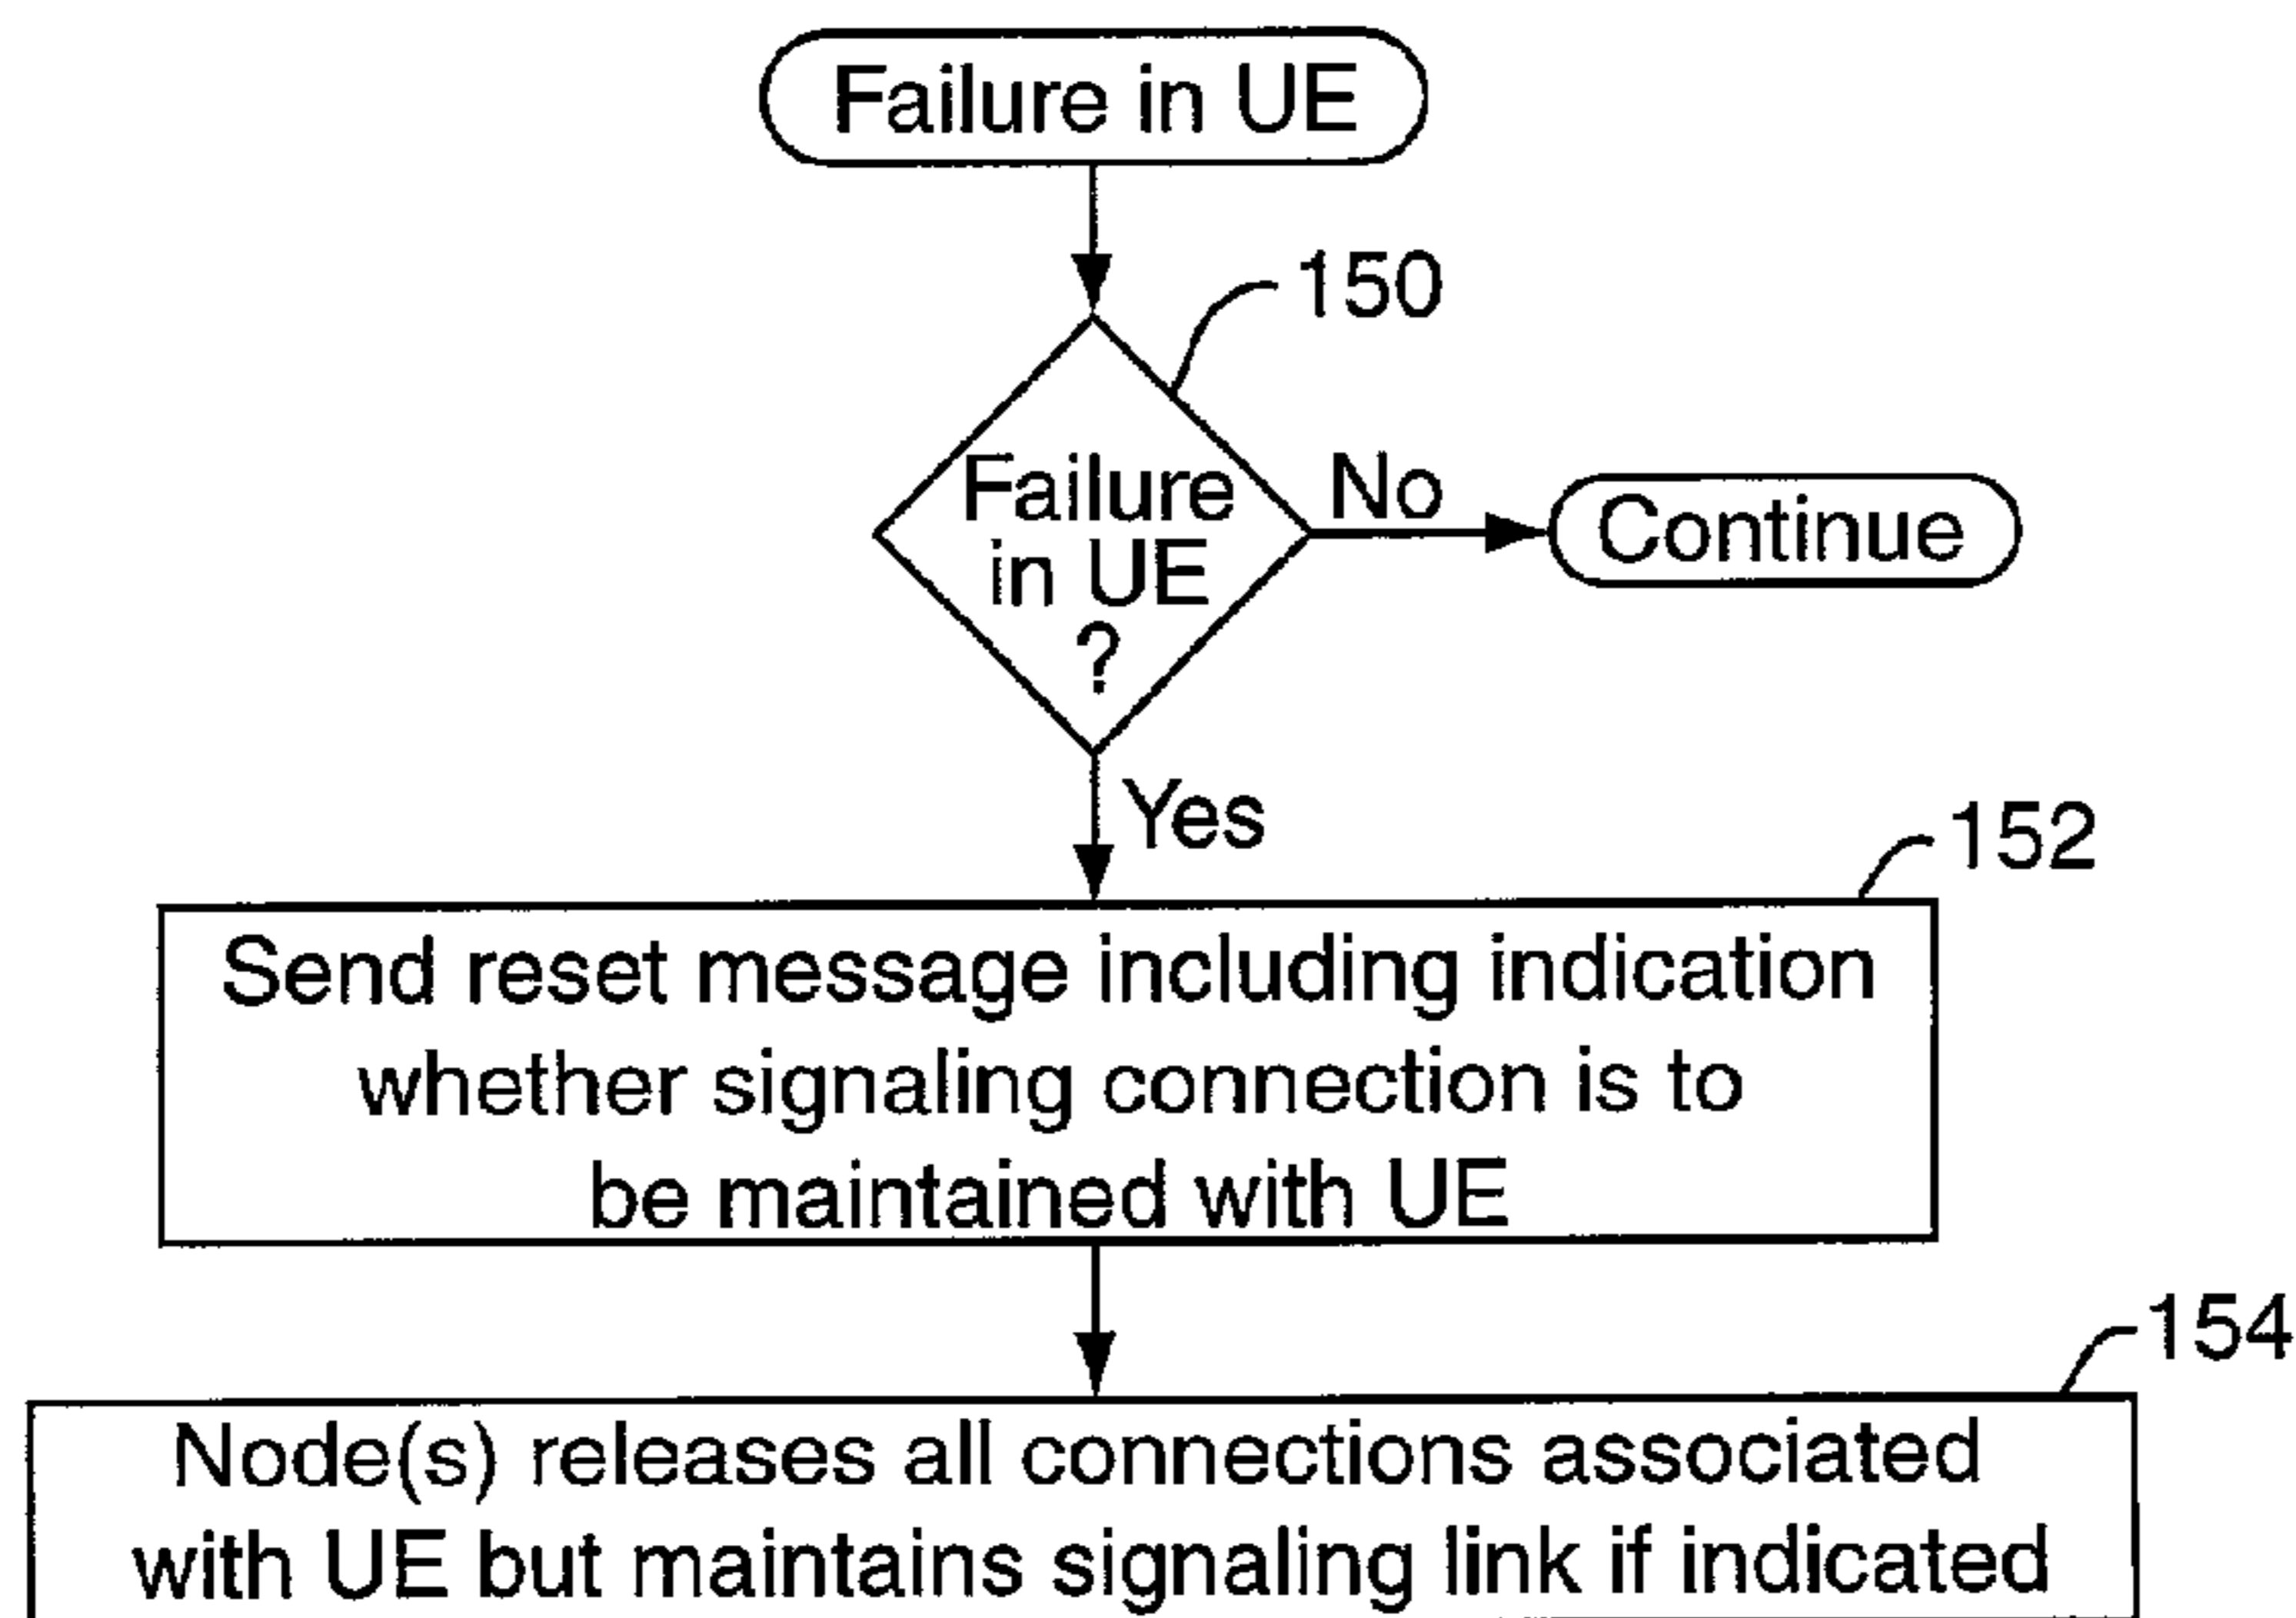 Failure in UE
150
Failure
in UE
?
No
Continue
Yes
152
Send reset message including indication
whether signaling connection is to
be maintained with UE
154
Node(s) releases all connections associated
with UE but maintains signaling link if indicated